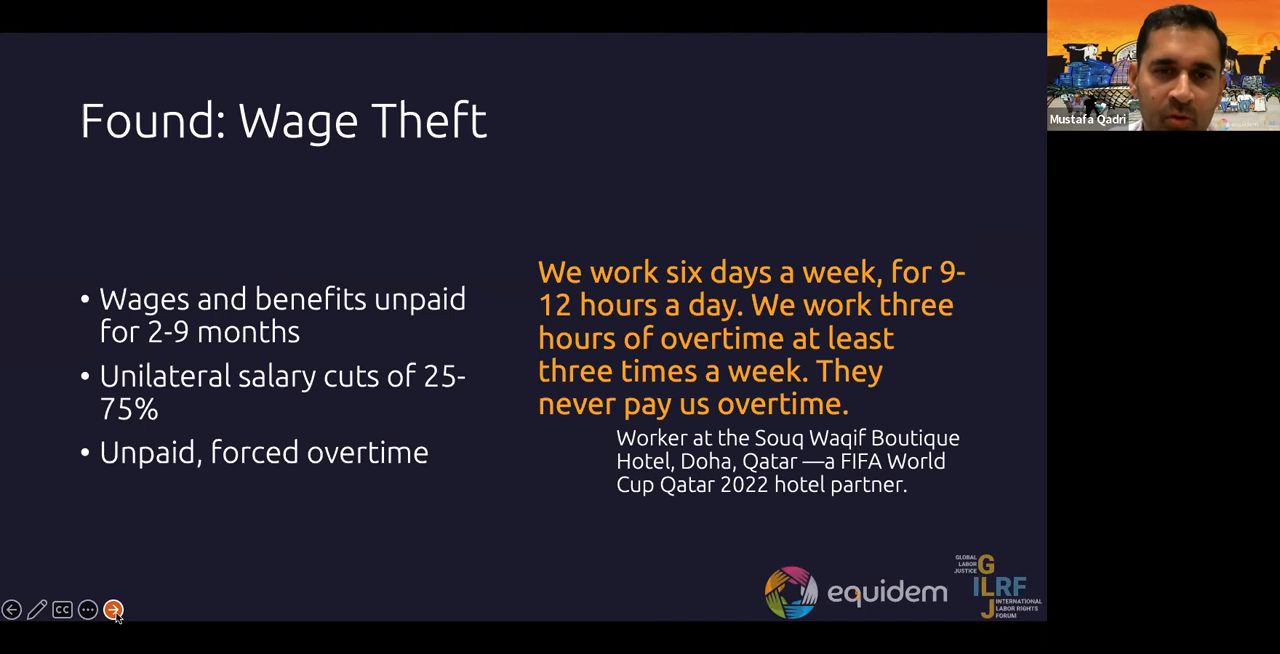 Found: Wage Theft
• Wages and benefits unpaid
for 2-9 months
• Unilateral salary cuts of 25-
75%
• Unpaid, forced overtime
We work six days a week, for 9-
12 hours a day. We work three
hours of overtime at least
three times a week. They
never pay us overtime.
Worker at the Souq Waqif Boutique
Hotel, Doha, Qatar —a FIFA World
Cup Qatar 2022 hotel partner.
equidem
GLOBAL
LABOR
JUSTICE
G
ILRF
L
J
INTERNATIONAL
LABOR RIGHTS
FORUM
CC
Mustafa Qadri